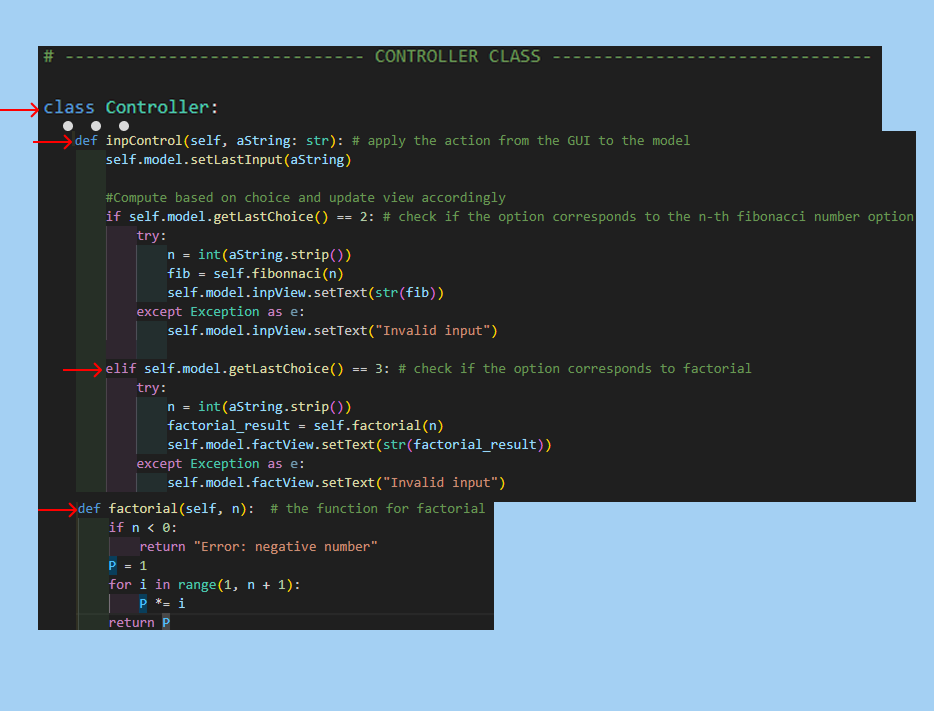 # ----------------------------- CONTROLLER CLASS -------------------------------
class Controller:
def inpControl(self, aString: str): # apply the action from the GUI to the model
self.model.setLastInput(aString)
#Compute based on choice and update view accordingly
if self.model.getLastChoice() == 2: # check if the option corresponds to the n-th fibonacci number option
try:
n = int(aString.strip())
fib = self.fibonnaci(n)
self.model.inpView.setText(str(fib))
except Exception as e:
self.model.inpView.setText("Invalid input")
elif self.model.getLastChoice() == 3: # check if the option corresponds to factorial
try:
n = int(aString.strip())
factorial_result = self.factorial(n)
self.model.factView.setText(str(factorial_result))
except Exception as e:
self.model.factView.setText("Invalid input")
def factorial(self, n):  # the function for factorial
if n < 0:
return "Error: negative number"
P = 1
for i in range(1, n + 1):
P *= i
return P